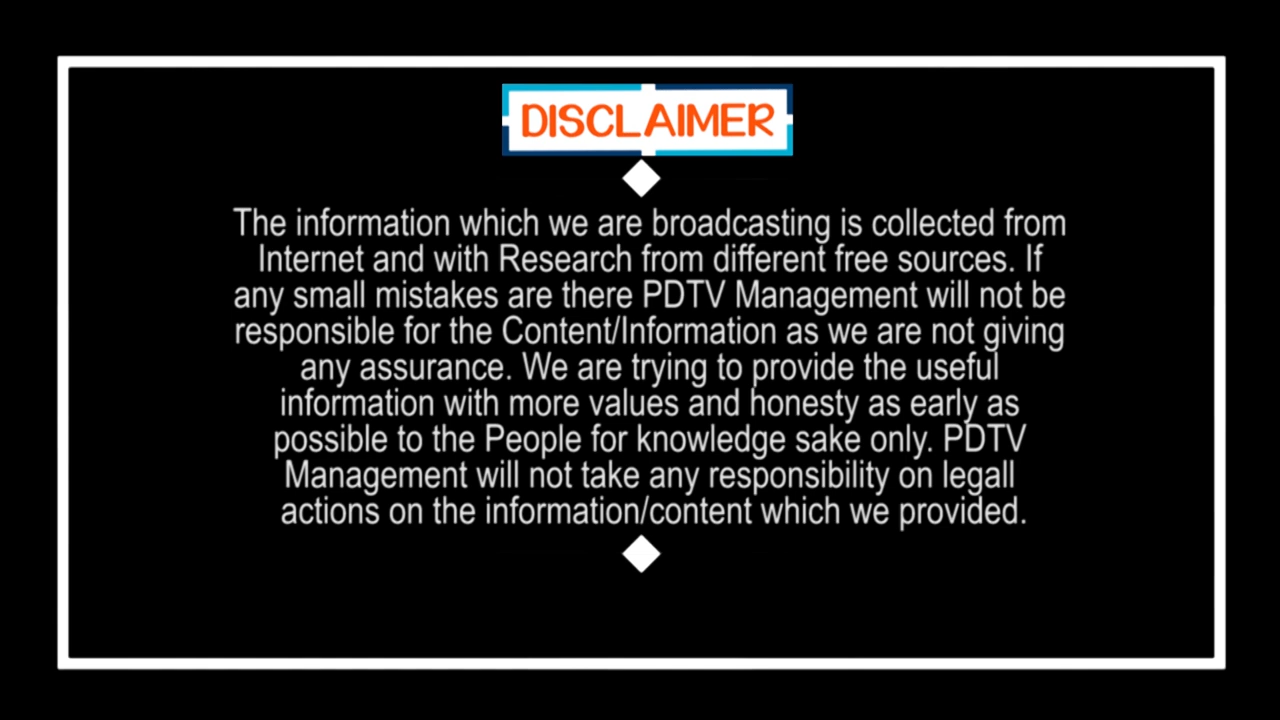 DISCLAIMER
The information which we are broadcasting is collected from
Internet and with Research from different free sources. If
any small mistakes are there PDTV Management will not be
responsible for the Content/Information as we are not giving
any assurance. We are trying to provide the useful
information with more values and honesty as early as
possible to the People for knowledge sake only. PDTV
Management will not take any responsibility on legall
actions on the information/content which we provided.